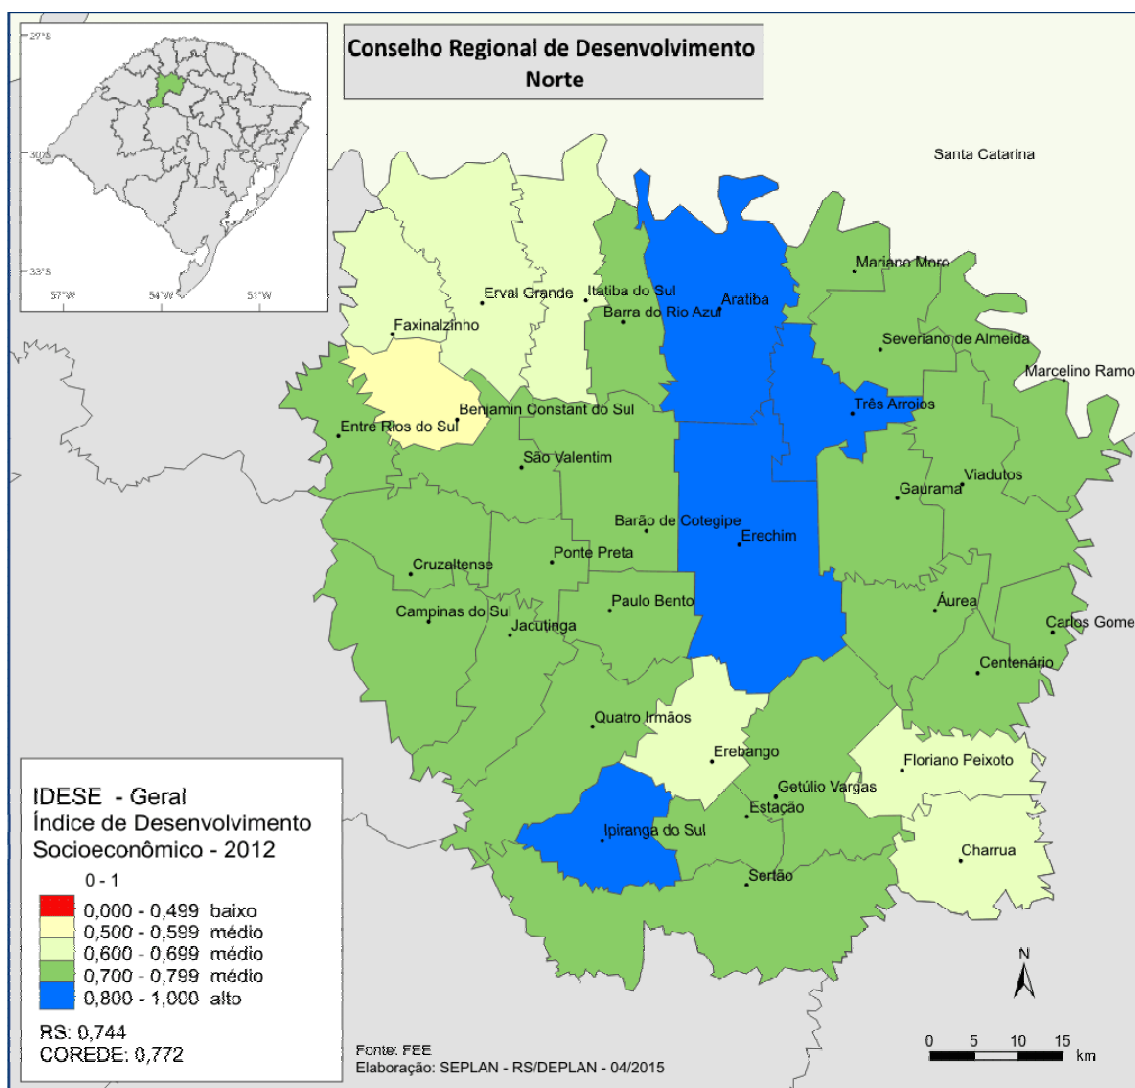 Conselho Regional de Desenvolvimento
Norte
27°S
30°S
33°S
57°W
54°W
51°W
Santa Catarina
Mariano Moro
Erval Grande
Itatiba do Sul
Aratiba
Barra do Rio Azul
Faxinalzinho
Severiano de Almeida
Marcelino Ramo
Três Arroios
Benjamin Constant do Sul
Entre Rios do Sul
São Valentim
Viadutos
Gaurama
Barão de Cotegipe
Erechim
Ponte Preta
Cruzaltense
Campinas do Sul
Paulo Bento
Áurea
Jacutinga
Carlos Gome
Centenário
Quatro Irmãos
Erebango
Floriano Peixoto
Getúlio Vargas
Estação
Ipiranga do Sul
Charrua
Sertão
IDESE - Geral
Índice de Desenvolvimento
Socioeconômico - 2012
0 - 1
0,000 - 0,499 baixo
0,500 - 0,599 médio
0,600 - 0,699 médio
0,700 - 0,799 médio
0,800 - 1,000 alto
RS: 0,744
COREDE: 0,772
Fonte: FEE
Elaboração: SEPLAN - RS/DEPLAN - 04/2015
N
0 5 10 15
km